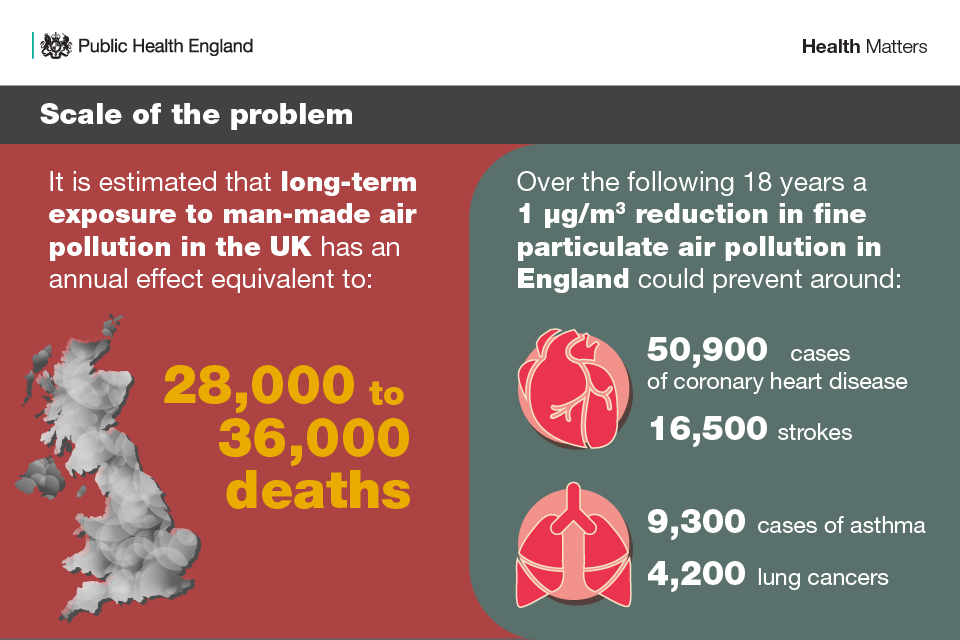 Public Health England
Health Matters
Scale of the problem
It is estimated that long-term
exposure to man-made air
pollution in the UK has an
annual effect equivalent to:
28,000 to
36,000
deaths
Over the following 18 years a
1 µg/m³ reduction in fine
particulate air pollution in
England could prevent around:
50,900 cases
of coronary heart disease
16,500 strokes
9,300 cases of asthma
4,200 lung cancers